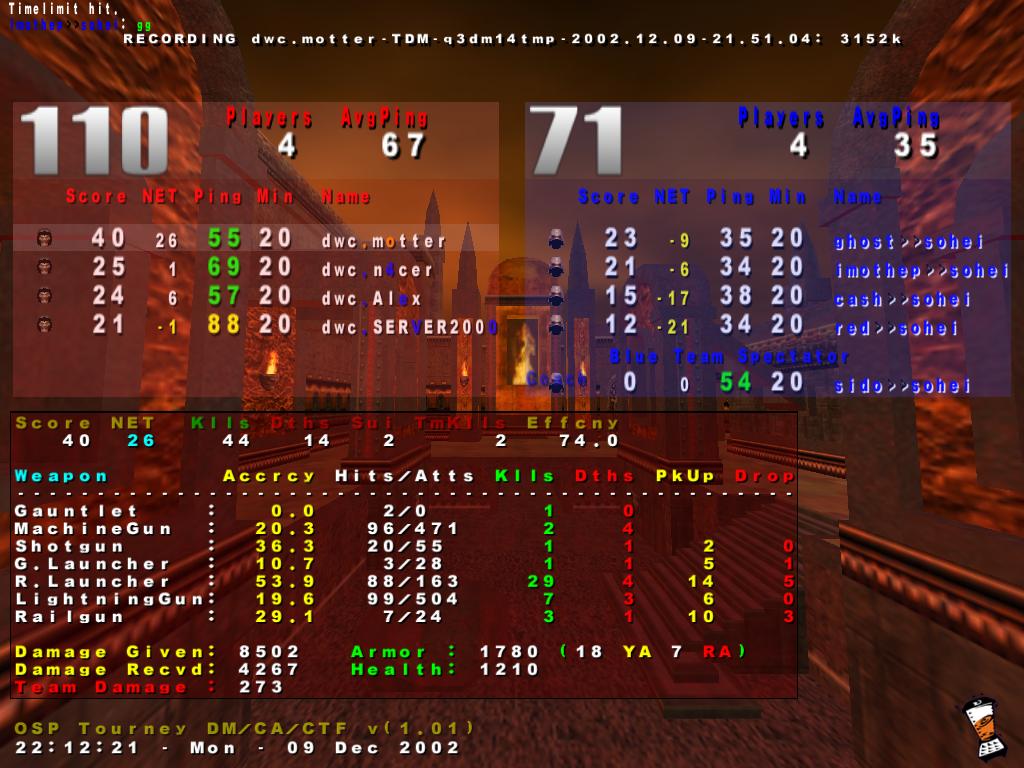 Timelimit hit.
imothep>>sohei: gg
RECORDING dwc.motter-TDM-q3dm14tmp-2002.12.09-21.51.04: 3152k
110 Players AvgPing
4 67
Score NET Ping Min Name
40 26 55 20 dwc.motter
25 1 69 20 dwc.n4cer
24 6 57 20 dwc.Alex
21 -1 88 20 dwc.SERVER2000
71 Players AvgPing
4 35
Score NET Ping Min Name
23 -9 35 20 ghost>>sohei
21 -6 34 20 imothep>>sohei
15 -17 38 20 cash>>sohei
12 -21 34 20 red>>sohei
Blue Team Spectator
Coach 0 0 54 20 sido>>sohei
Score NET Klls Dths Sui TmKlls Effcny
40 26 44 14 2 2 74.0
Weapon Accrcy Hits/Atts Klls Dths PkUp Drop
Gauntlet : 0.0 2/0 1 0
MachineGun : 20.3 96/471 2 4
Shotgun : 36.3 20/55 1 1 2 0
G.Launcher : 10.7 3/28 1 1 5 1
R.Launcher : 53.9 88/163 29 4 14 5
LightningGun: 19.6 99/504 7 3 6 0
Railgun : 29.1 7/24 3 1 10 3
Damage Given: 8502 Armor : 1780 (18 YA 7 RA)
Damage Recvd: 4267 Health: 1210
Team Damage : 273
OSP Tourney DM/CA/CTF v(1.01)
22:12:21 - Mon - 09 Dec 2002